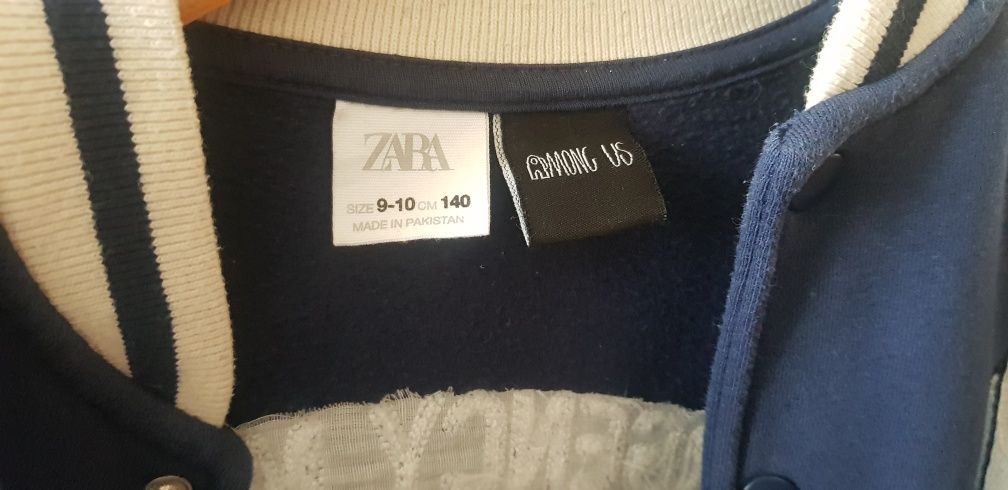 ZARA
SIZE 9-10 CM 140
MADE IN PAKISTAN
AMONG US